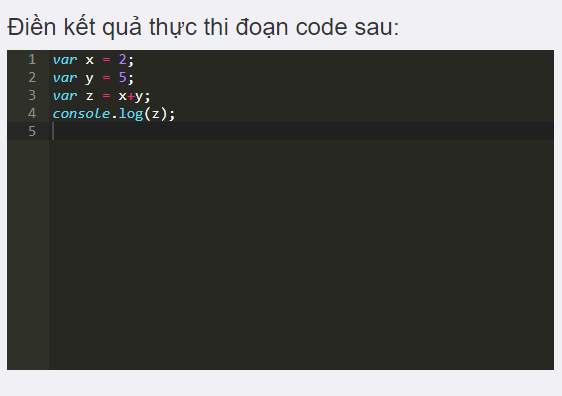 Điền kết quả thực thi đoạn code sau:
1 var x = 2;
2 var y = 5;
3 var z = x+y;
4 console.log(z);
5